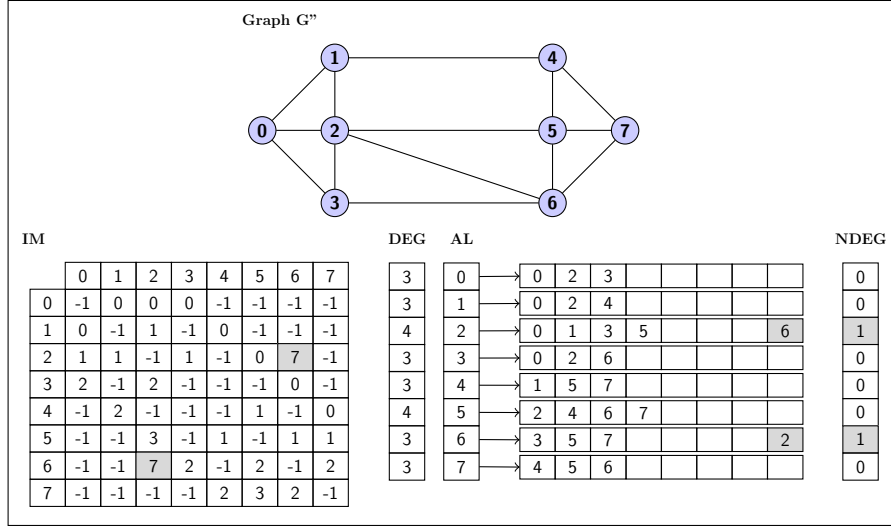 Graph G”
1 4
0 2 5 7
3 6
IM
0 1 2 3 4 5 6 7
0 -1 0 0 0 -1 -1 -1 -1
1 0 -1 1 -1 0 -1 -1 -1
2 1 1 -1 1 -1 0 7 -1
3 2 -1 2 -1 -1 -1 0 -1
4 -1 2 -1 -1 -1 1 -1 0
5 -1 -1 3 -1 1 -1 1 1
6 -1 -1 7 2 -1 2 -1 2
7 -1 -1 -1 -1 2 3 2 -1
DEG AL NDEG
3 0 0 2 3 0
3 1 0 2 4 0
4 2 0 1 3 5 6 1
3 3 0 2 6 0
3 4 1 5 7 0
4 5 2 4 6 7 0
3 6 3 5 7 2 1
3 7 4 5 6 0